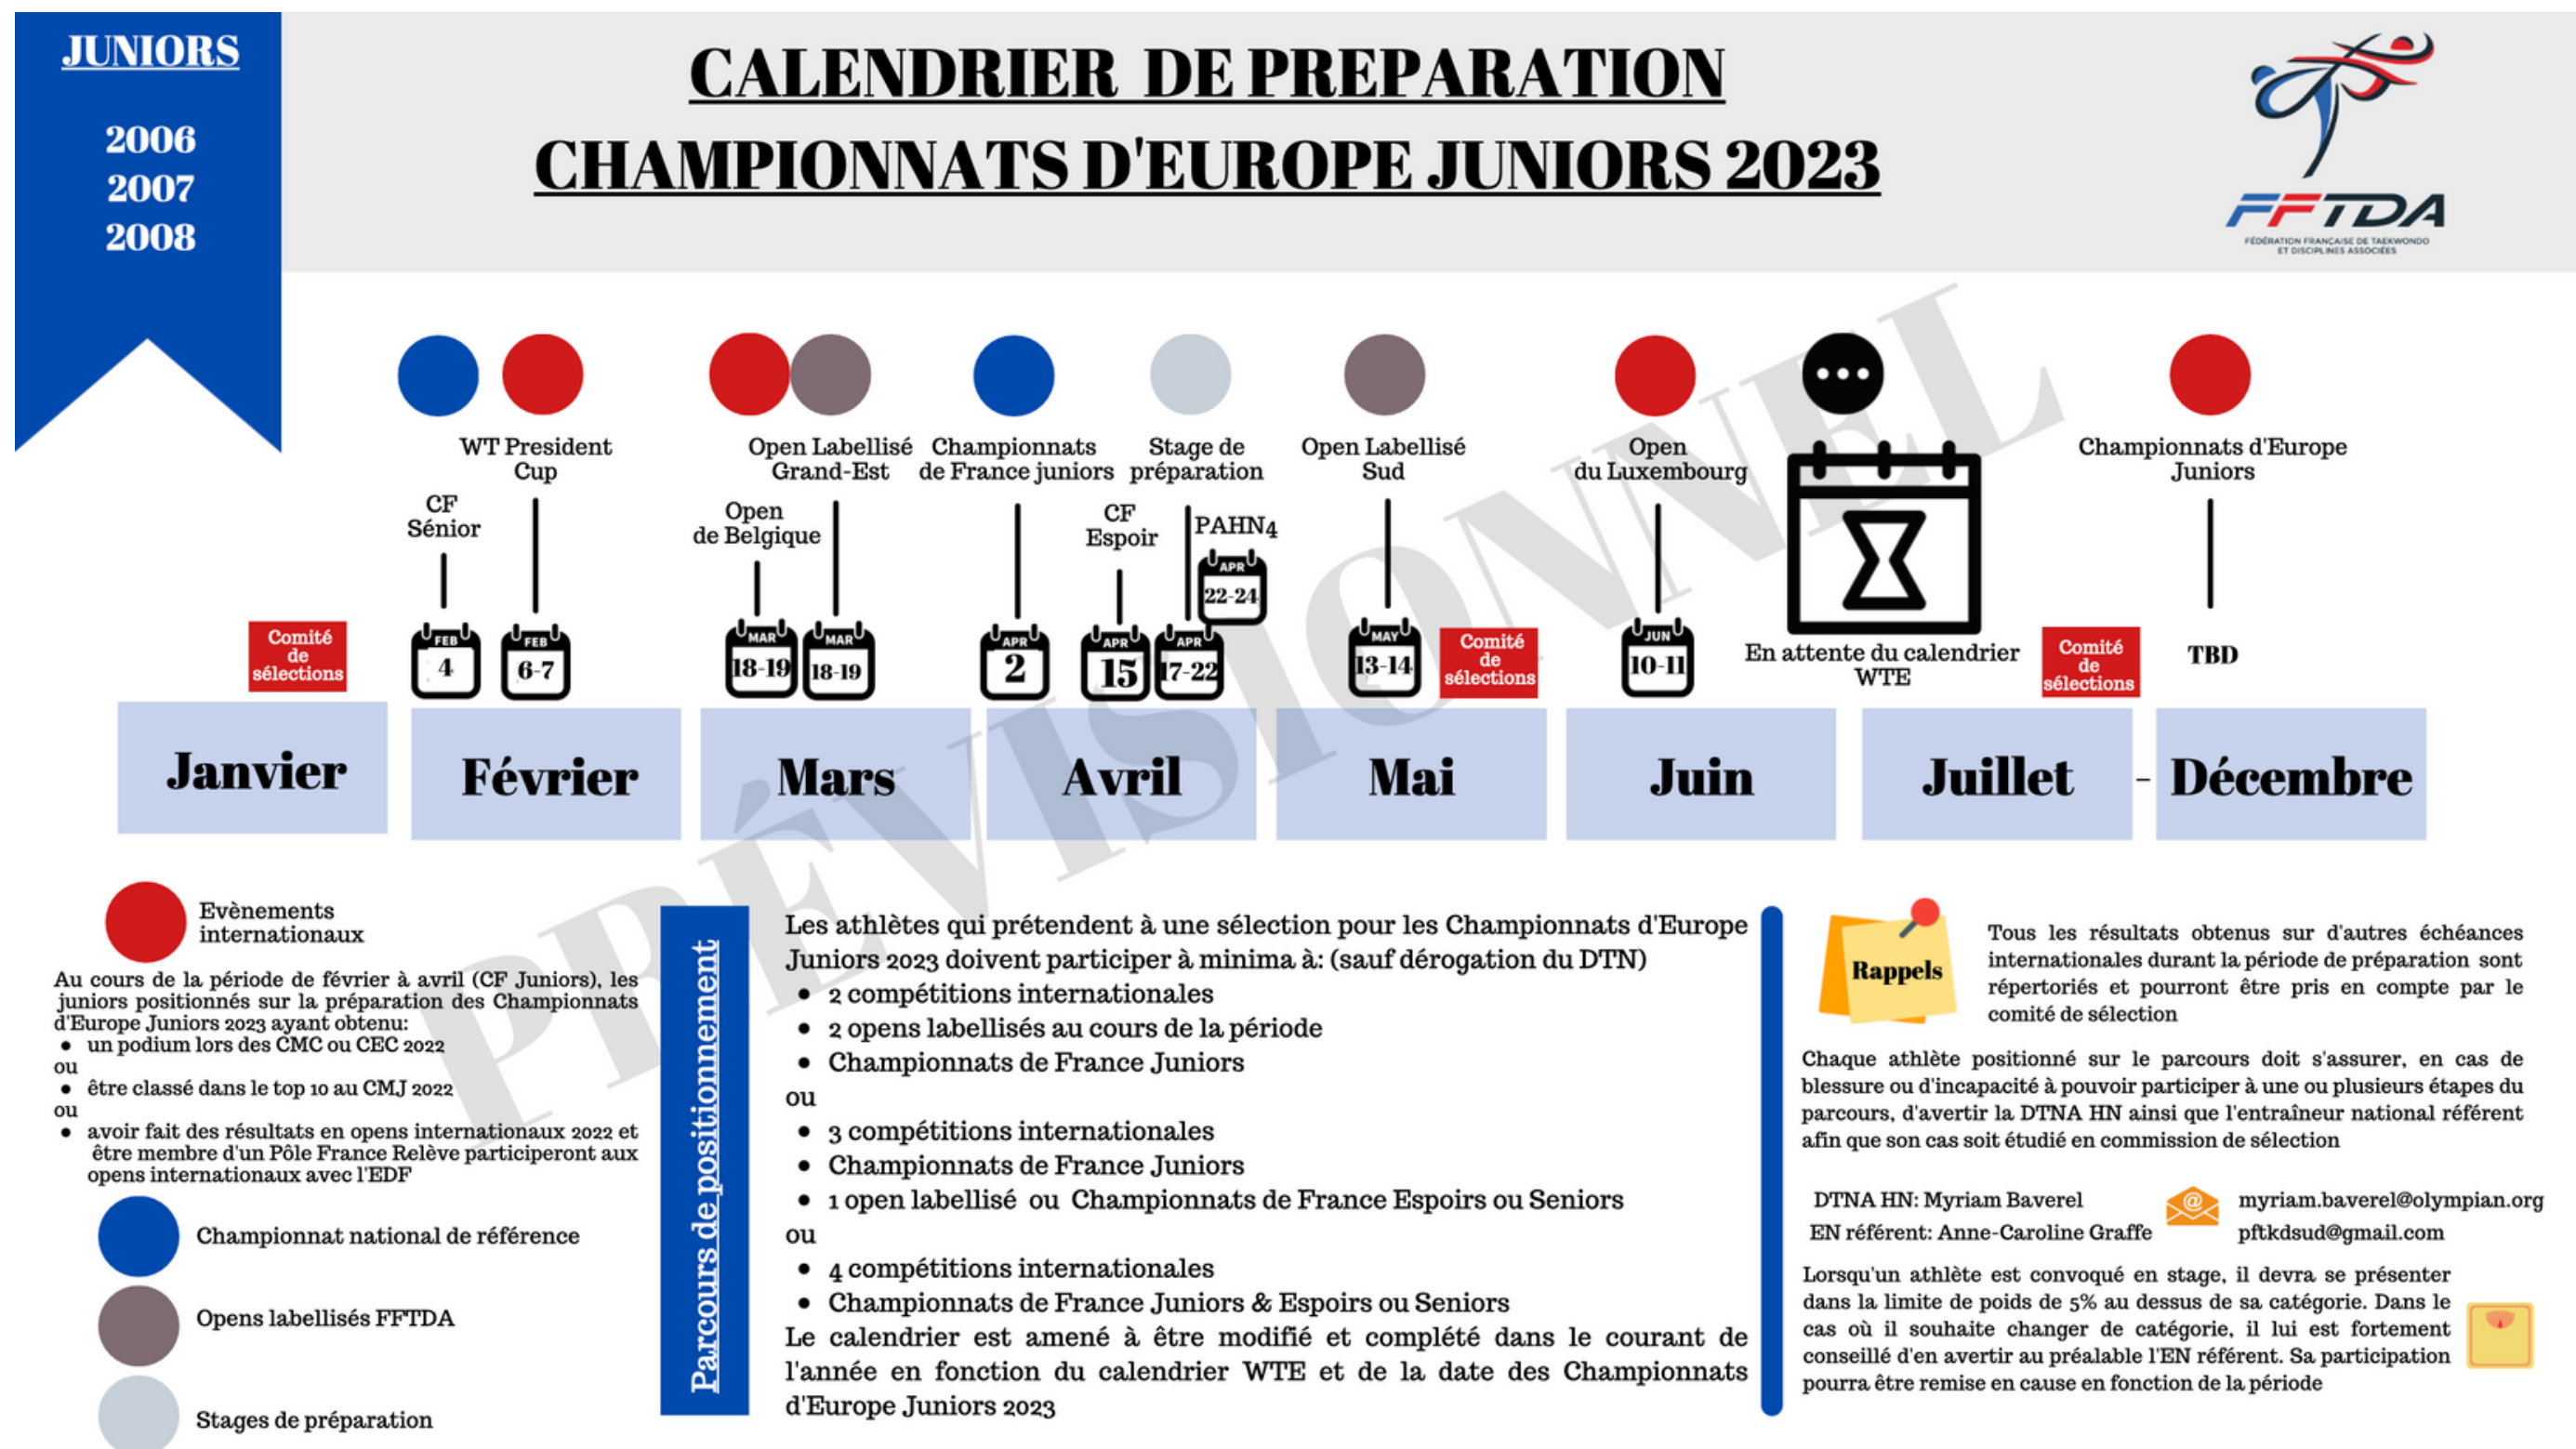 JUNIORS
2006
2007
2008
CALENDRIER DE PREPARATION
CHAMPIONNATS D'EUROPE JUNIORS 2023
FFTDA
FÉDÉRATION FRANÇAISE DE TAEKWONDO
ET DISCIPLINES ASSOCIÉES
PRÉVISIONNEL
Comité
de
sélections
CF
Sénior
FEB
4
WT President
Cup
FEB
6-7
Open
de Belgique
MAR
18-19
Open Labellisé
Grand-Est
MAR
18-19
Championnats
de France juniors
APR
2
CF
Espoir
APR
15
Stage de
préparation
APR
17-22
PAHN4
APR
22-24
Open Labellisé
Sud
MAY
13-14
Comité
de
sélections
Open
du Luxembourg
JUN
10-11
En attente du calendrier
WTE
Comité
de
sélections
Championnats d'Europe
Juniors
TBD
Janvier
Février
Mars
Avril
Mai
Juin
Juillet - Décembre
Evènements
internationaux
Au cours de la période de février à avril (CF Juniors), les
juniors positionnés sur la préparation des Championnats
d'Europe Juniors 2023 ayant obtenu:
• un podium lors des CMC ou CEC 2022
ou
• être classé dans le top 10 au CMJ 2022
ou
• avoir fait des résultats en opens internationaux 2022 et
être membre d'un Pôle France Relève participeront aux
opens internationaux avec l'EDF
Championnat national de référence
Opens labellisés FFTDA
Stages de préparation
Parcours de positionnement
Les athlètes qui prétendent à une sélection pour les Championnats d'Europe
Juniors 2023 doivent participer à minima à: (sauf dérogation du DTN)
• 2 compétitions internationales
• 2 opens labellisés au cours de la période
• Championnats de France Juniors
ou
• 3 compétitions internationales
• Championnats de France Juniors
• 1 open labellisé ou Championnats de France Espoirs ou Seniors
ou
• 4 compétitions internationales
• Championnats de France Juniors & Espoirs ou Seniors
Le calendrier est amené à être modifié et complété dans le courant de
l'année en fonction du calendrier WTE et de la date des Championnats
d'Europe Juniors 2023
Rappels
Tous les résultats obtenus sur d'autres échéances
internationales durant la période de préparation sont
répertoriés et pourront être pris en compte par le
comité de sélection
Chaque athlète positionné sur le parcours doit s'assurer, en cas de
blessure ou d'incapacité à pouvoir participer à une ou plusieurs étapes du
parcours, d'avertir la DTNA HN ainsi que l'entraîneur national référent
afin que son cas soit étudié en commission de sélection
DTNA HN: Myriam Baverel
EN référent: Anne-Caroline Graffe
@
myriam.baverel@olympian.org
pftkdsud@gmail.com
Lorsqu'un athlète est convoqué en stage, il devra se présenter
dans la limite de poids de 5% au dessus de sa catégorie. Dans le
cas où il souhaite changer de catégorie, il lui est fortement
conseillé d'en avertir au préalable l'EN référent. Sa participation
pourra être remise en cause en fonction de la période